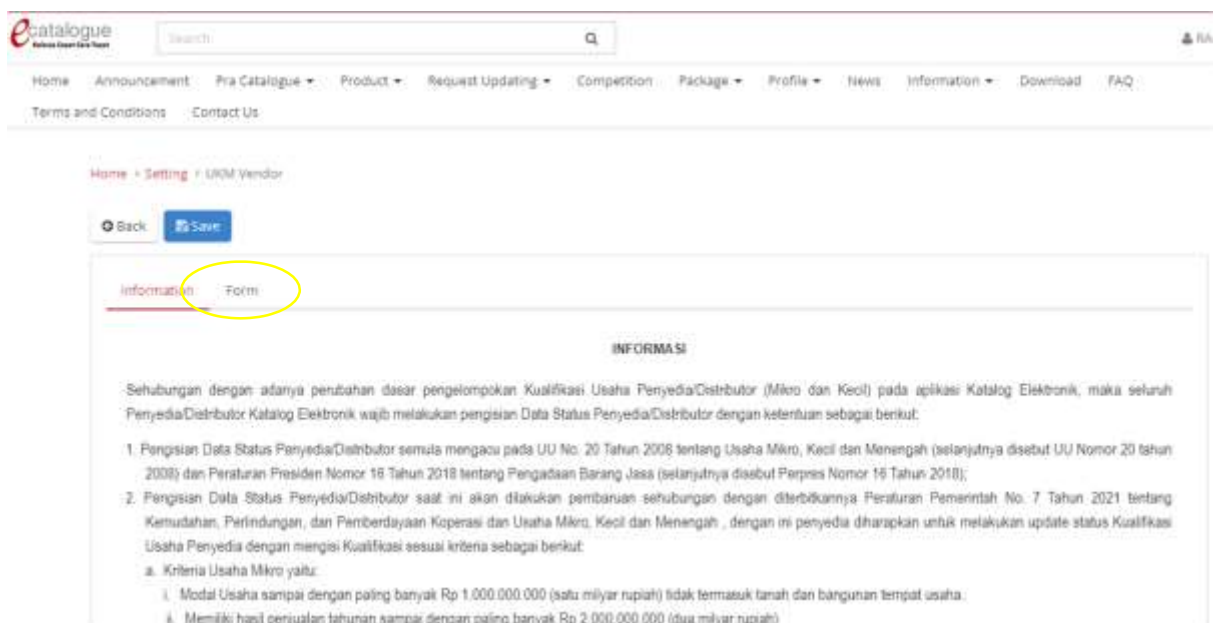 ecatalogue
Search
RA
Home Announcement Pra Catalogue Product Request Updating Competition Package Profile News Information Download FAQ
Terms and Conditions Contact Us
Home Setting UKM Vendor
Back Save
Information Form
INFORMASI
Sehubungan dengan adanya perubahan dasar pengelompokan Kualifikasi Usaha Penyedia/Distributor (Mikro dan Kecil) pada aplikasi Katalog Elektronik, maka seluruh
Penyedia/Distributor Katalog Elektronik wajib melakukan pengisian Data Status Penyedia/Distributor dengan ketentuan sebagai berikut:
1. Pengisian Data Status Penyedia/Distributor semula mengacu pada UU No. 20 Tahun 2008 tentang Usaha Mikro, Kecil dan Menengah (selanjutnya disebut UU Nomor 20 tahun
2008) dan Peraturan Presiden Nomor 16 Tahun 2018 tentang Pengadaan Barang Jasa (selanjutnya disebut Perpres Nomor 16 Tahun 2018);
2. Pengisian Data Status Penyedia/Distributor saat ini akan dilakukan pembaruan sehubungan dengan diterbitkannya Peraturan Pemerintah No. 7 Tahun 2021 tentang
Kemudahan, Perlindungan, dan Pemberdayaan Koperasi dan Usaha Mikro, Kecil dan Menengah , dengan ini penyedia diharapkan untuk melakukan update status Kualifikasi
Usaha Penyedia dengan mengisi Kualifikasi sesuai kriteria sebagai berikut:
a. Kriteria Usaha Mikro yaitu:
i. Modal Usaha sampai dengan paling banyak Rp 1.000.000.000 (satu milyar rupiah) tidak termasuk tanah dan bangunan tempat usaha.
ii. Memiliki hasil penjualan tahunan sampai dengan paling banyak Rp 2.000.000.000 (dua milyar rupiah)